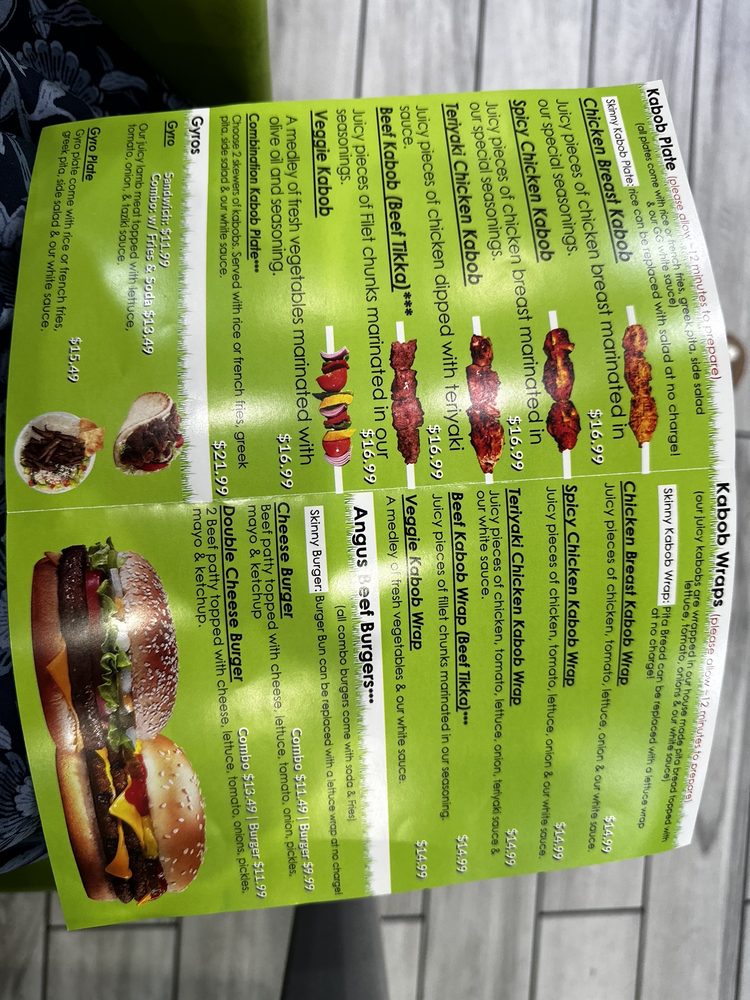 Kabob Plate (please allow ~12 minutes to prepare)
(all plates come with rice or french fries, greek pita, side salad
& our GG white sauce)
Skinny Kabob Plate: rice can be replaced with salad at no charge!
Chicken Breast Kabob
Juicy pieces of chicken breast marinated in
our special seasonings.
$16.99
Spicy Chicken Kabob
Juicy pieces of chicken breast marinated in
our special seasonings.
$16.99
Teriyaki Chicken Kabob
Juicy pieces of chicken dipped with teriyaki
sauce.
$16.99
Beef Kabob (Beef Tikka)***
Juicy pieces of Filet chunks marinated in our
seasonings.
$16.99
Veggie Kabob
A medley of fresh vegetables marinated with
olive oil and seasoning.
$16.99
Combination Kabob Plate***
Choose 2 skewers of kabobs. Served with rice or french fries, greek
pita, side salad & our white sauce.
$21.99
Gyros
Gyro Sandwich: $11.99
Combo: w/ Fries & Soda $13.49
Our juicy lamb meat topped with lettuce,
tomato, onion, & taziki sauce.
Gyro Plate $15.49
Gyro plate come with rice or french fries,
greek pita, side salad & our white sauce.
Kabob Wraps (please allow ~12 minutes to prepare)
(our juicy kabobs are wrapped in our house made pita bread topped with
lettuce, tomato, onions & our white sauce)
Skinny Kabob Wrap: Pita Bread can be replaced with a lettuce wrap
at no charge!
Chicken Breast Kabob Wrap $14.99
Juicy pieces of chicken, tomato, lettuce, onion & our white sauce.
Spicy Chicken Kabob Wrap $14.99
Juicy pieces of chicken, tomato, lettuce, onion & our white sauce.
Teriyaki Chicken Kabob Wrap $14.99
Juicy pieces of chicken, tomato, lettuce, onion, teriyaki sauce &
our white sauce.
Beef Kabob Wrap (Beef Tikka)*** $14.99
Juicy pieces of fillet chunks marinated in our seasoning.
Veggie Kabob Wrap $14.99
A medley of fresh vegetables & our white sauce.
Angus Beef Burgers***
(all combo burgers come with soda & Fries)
Skinny Burger: Burger Bun can be replaced with a lettuce wrap at no charge!
Cheese Burger Combo $11.49 | Burger $9.99
Beef patty topped with cheese, lettuce, tomato, onion, pickles,
mayo & ketchup
Double Cheese Burger Combo $13.49 | Burger $11.99
2 Beef patty topped with cheese, lettuce, tomato, onions, pickles,
mayo & ketchup.